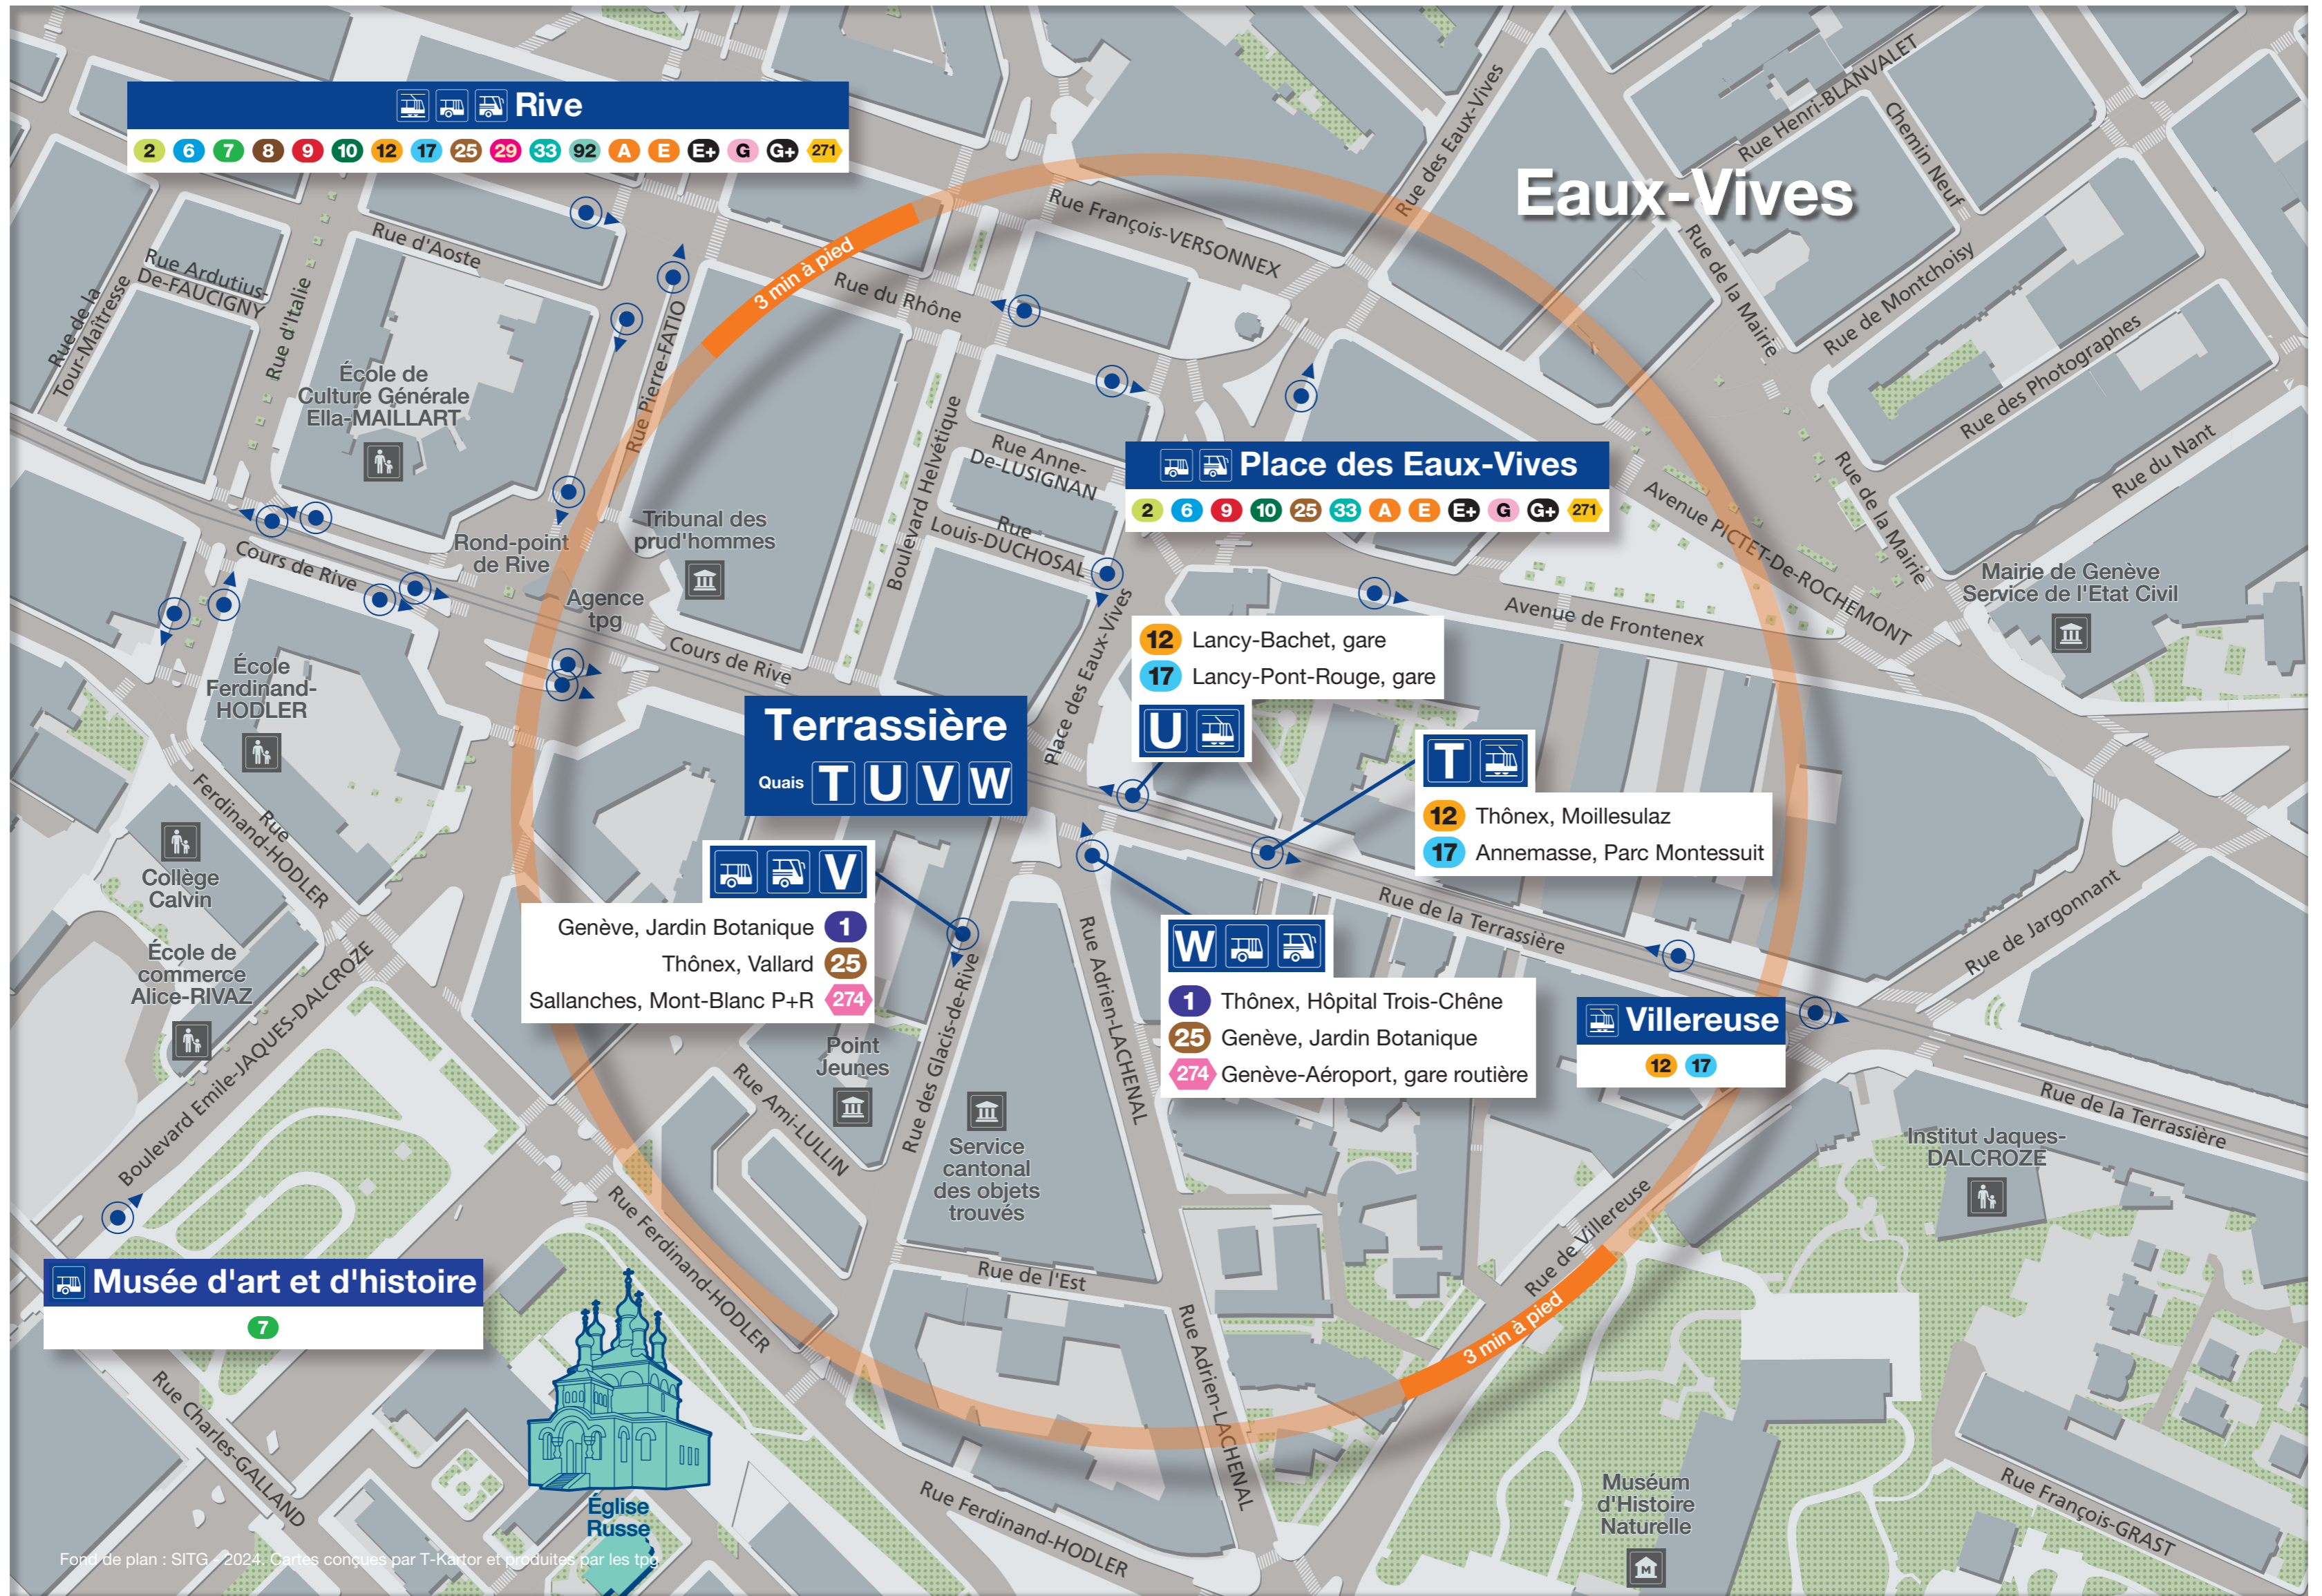 Rive
2 6 7 8 9 10 12 17 25 29 33 92 A E E+ G G+ 271
Eaux-Vives
Rue Henri-BLANVALET
Chemin Neuf
Rue des Eaux-Vives
Rue François-VERSONNEX
Rue de la Mairie
Rue de Montchoisy
Rue des Photographes
Rue du Nant
Rue de la Mairie
Rue d'Aoste
Rue Ardutius-
De-FAUCIGNY
Rue de la
Tour-Maîtresse
Rue d'Italie
3 min à pied
Rue du Rhône
Rue Pierre-FATIO
École de
Culture Générale
Ella-MAILLART
Boulevard Helvétique
Rue Anne-
De-LUSIGNAN
Rue
Louis-DUCHOSAL
Place des Eaux-Vives
2 6 9 10 25 33 A E E+ G G+ 271
Avenue PICTET-De-ROCHEMONT
Avenue de Frontenex
Mairie de Genève
Service de l'Etat Civil
Tribunal des
prud'hommes
Rond-point
de Rive
Cours de Rive
Agence
tpg
Cours de Rive
École
Ferdinand-
HODLER
Place des Eaux-Vives
12 Lancy-Bachet, gare
17 Lancy-Pont-Rouge, gare
U
Terrassière
Quais T U V W
T
12 Thônex, Moillesulaz
17 Annemasse, Parc Montessuit
Rue
Ferdinand-HODLER
Collège
Calvin
École de
commerce
Alice-RIVAZ
Boulevard Emile-JAQUES-DALCROZE
V
Genève, Jardin Botanique 1
Thônex, Vallard 25
Sallanches, Mont-Blanc P+R 274
Rue de la Terrassière
Rue de Jargonnant
W
1 Thônex, Hôpital Trois-Chêne
25 Genève, Jardin Botanique
274 Genève-Aéroport, gare routière
Villereuse
12 17
Rue de la Terrassière
Point
Jeunes
Rue Ami-LULLIN
Rue des Glacis-de-Rive
Rue Adrien-LACHENAL
Service
cantonal
des objets
trouvés
Institut Jaques-
DALCROZE
Rue de Villereuse
3 min à pied
Rue Ferdinand-HODLER
Rue de l'Est
Rue Adrien-LACHENAL
Musée d'art et d'histoire
7
Rue Charles-GALLAND
Église
Russe
Rue Ferdinand-HODLER
Muséum
d'Histoire
Naturelle
M
Rue François-GRAST
Fond de plan : SITG - 2024. Cartes conçues par T-Kartor et produites par les tpg